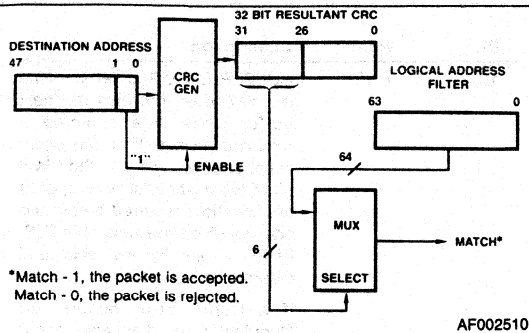 32 BIT RESULTANT CRC
31 26 0
DESTINATION ADDRESS
47 1 0
CRC
GEN
"1"
ENABLE
LOGICAL ADDRESS
FILTER
63 0
64
6
MUX
SELECT
MATCH*
*Match - 1, the packet is accepted.
Match - 0, the packet is rejected.
AF002510